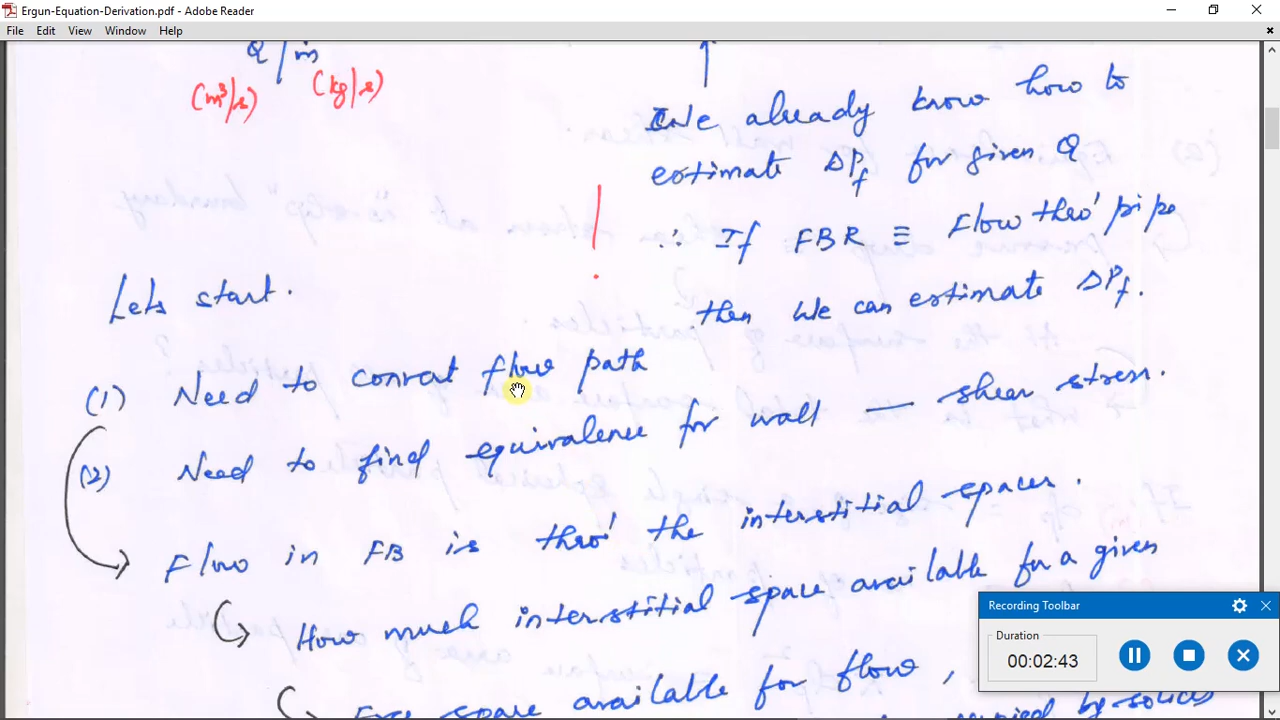 Ergun-Equation-Derivation.pdf - Adobe Reader
File Edit View Window Help
Q / ṁ
(m³/s) (kg/s)
We already know how to
estimate ΔPf for given Q
∴ If FBR ≡ Flow thro' pipe
then We can estimate ΔPf.
Lets start.
(1) Need to convert flow path
(2) Need to find equivalence for wall — shear stress.
Flow in FB is thro' the interstitial spaces.
How much interstitial space available for a given
Free space available for flow,
occupied by solids
Recording Toolbar
Duration
00:02:43